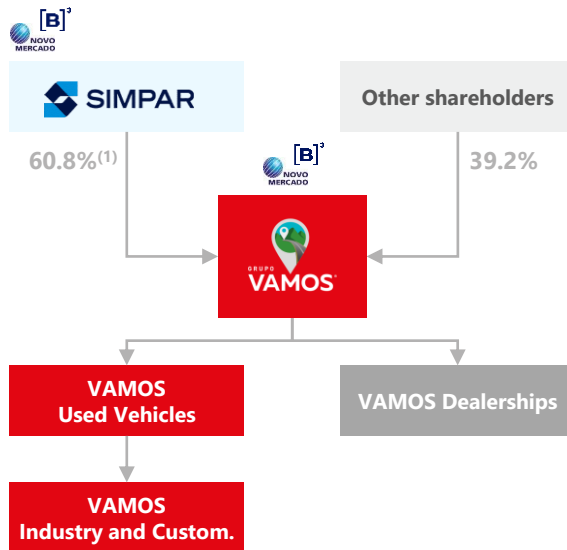 [B]³
NOVO
MERCADO
SIMPAR
Other shareholders
60.8%(1)
39.2%
[B]³
NOVO
MERCADO
GRUPO
VAMOS
VAMOS
Used Vehicles
VAMOS Dealerships
VAMOS
Industry and Custom.